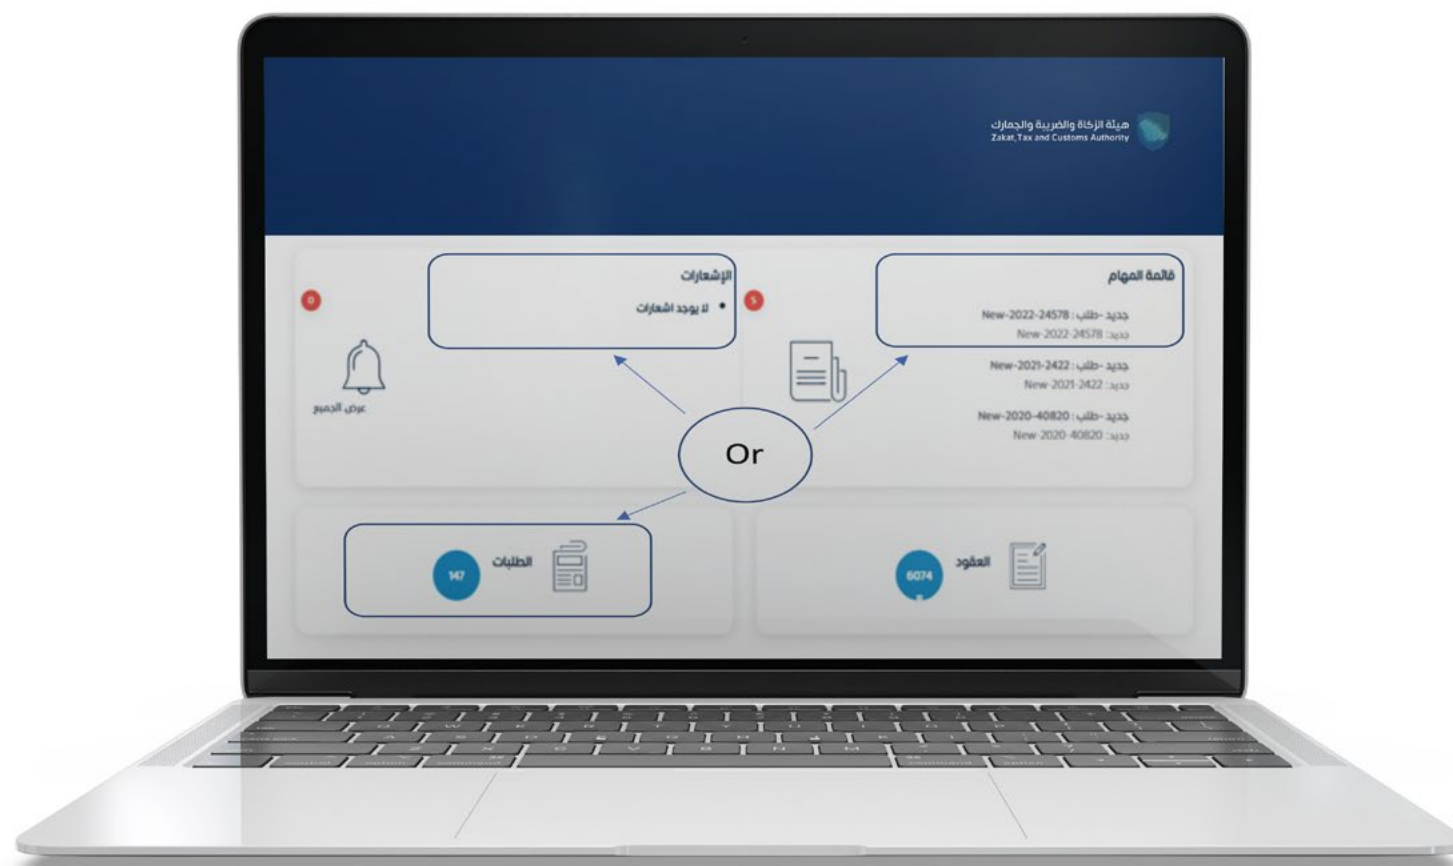 هيئة الزكاة والضريبة والجمارك
Zakat, Tax and Customs Authority
قائمة المهام
جديد -طلب : New-2022-24578
جديد: New-2022-24578
جديد -طلب : New-2021-2422
جديد: New-2021-2422
جديد -طلب : New-2020-40820
جديد: New-2020-40820
5
الإشعارات
لا يوجد اشعارات
0
عرض الجميع
Or
العقود
6074
الطلبات
147